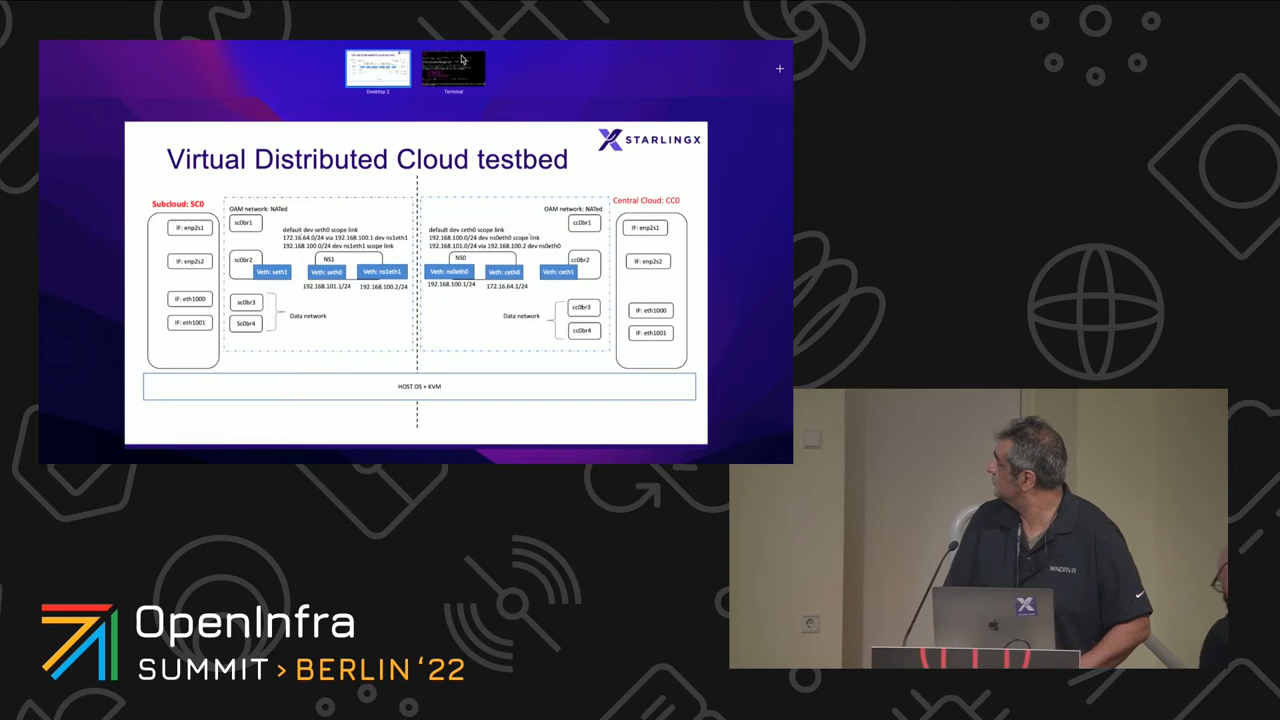 Desktop 2
Terminal
STARLINGX
Virtual Distributed Cloud testbed
Subcloud: SC0
IF: enp2s1
IF: enp2s2
IF: eth1000
IF: eth1001
OAM network: NATed
sc0br1
default dev seth0 scope link
172.16.64.0/24 via 192.168.100.1 dev ns1eth1
192.168.100.0/24 dev ns1eth1 scope link
sc0br2
NS1
Veth: seth1
Veth: seth0
Veth: ns1eth1
192.168.101.1/24
192.168.100.2/24
sc0br3
Sc0br4
Data network
OAM network: NATed
cc0br1
default dev ceth0 scope link
192.168.100.0/24 dev ns0eth0 scope link
192.168.101.0/24 via 192.168.100.2 dev ns0eth0
NS0
cc0br2
Veth: ns0eth0
Veth: ceth0
Veth: ceth1
192.168.100.1/24
172.16.64.1/24
Data network
cc0br3
cc0br4
Central Cloud: CC0
IF: enp2s1
IF: enp2s2
IF: eth1000
IF: eth1001
HOST OS + KVM
WNDRVR
OpenInfra
SUMMIT > BERLIN ‘22